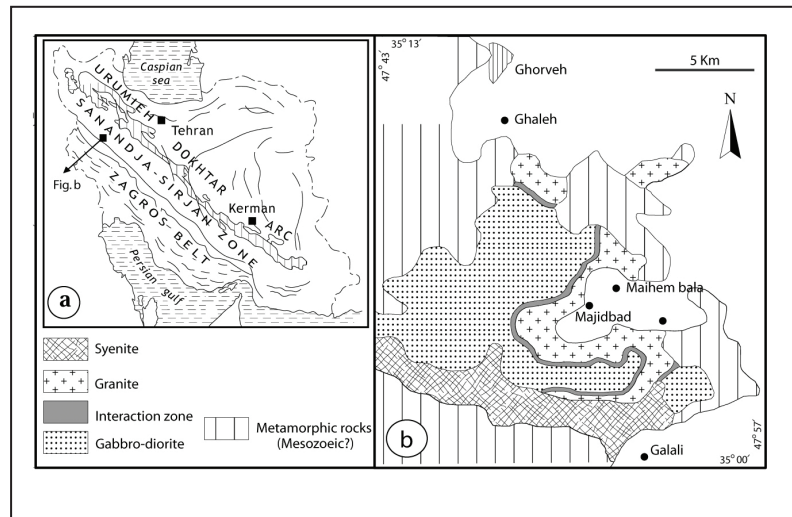 Caspian
sea
URUMIEH
DOKHTAR
ARC
SANANDJA-SIRJAN ZONE
ZAGROS BELT
Tehran
Kerman
Fig.b
Persian gulf
a
Syenite
Granite
Interaction zone
Gabbro-diorite
Metamorphic rocks
(Mesozoeic?)
35° 13´
47° 43´
Ghorveh
5 Km
N
Ghaleh
Maihem bala
Majidbad
b
Galali
47° 57´
35° 00´